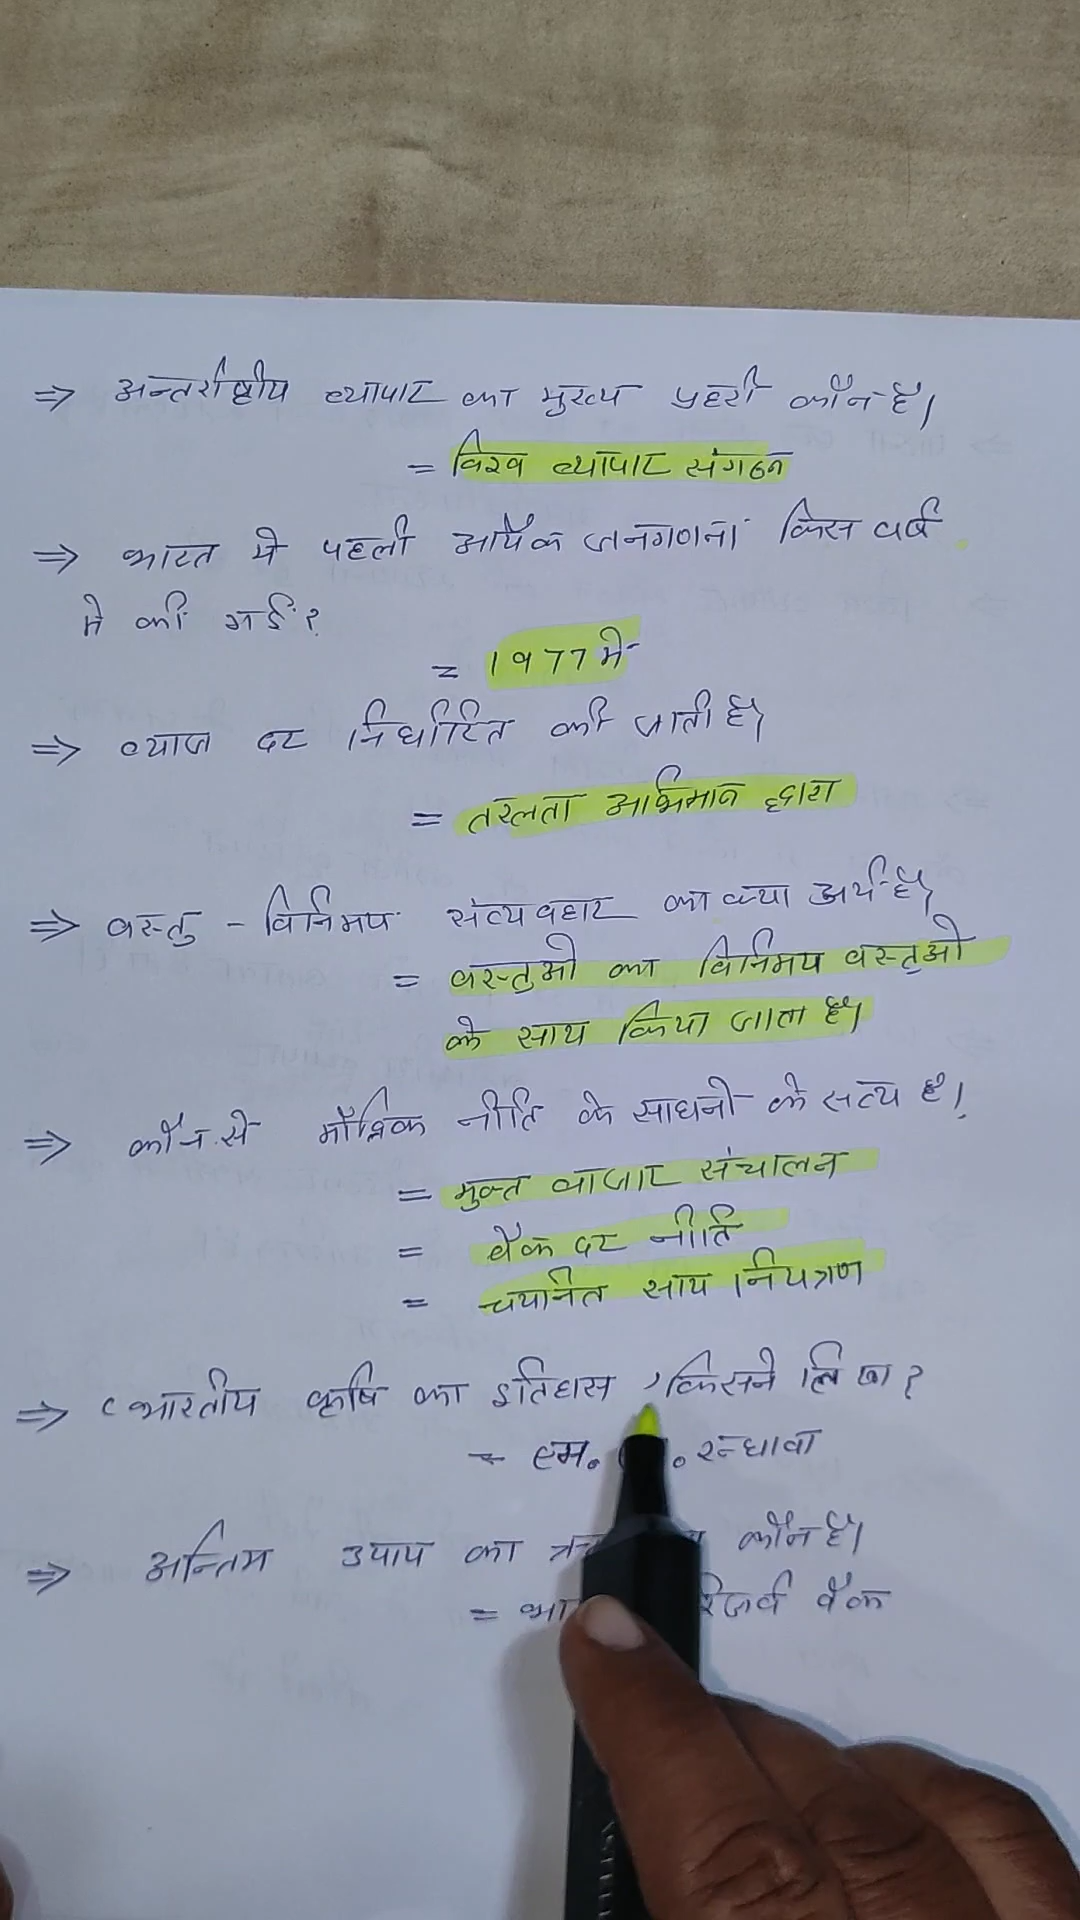 ⇒ अन्तर्राष्ट्रीय व्यापार का मुख्य प्रहरी कौन है।
= विश्व व्यापार संगठन
⇒ भारत मे पहली आर्थिक जनगणना किस वर्ष
मे की गई?
= 1977 मे
⇒ ब्याज दर निर्धारित की जाती है।
= तरलता अधिमान द्वारा
⇒ वस्तु - विनिमय संव्यवहार का क्या अर्थ है।
= वस्तुओ का विनिमय वस्तुओ
के साथ किया जाता है।
⇒ कौन से मौद्रिक नीति के साधनो के सत्य है।
= मुक्त बाजार संचालन
= बैंक दर नीति
= चयनित साख नियंत्रण
⇒ ‘भारतीय कृषि का इतिहास’ किसने लिखा?
= एम. . रन्धावा
⇒ अन्तिम उपाय का कौन है।
= रिजर्व बैंक